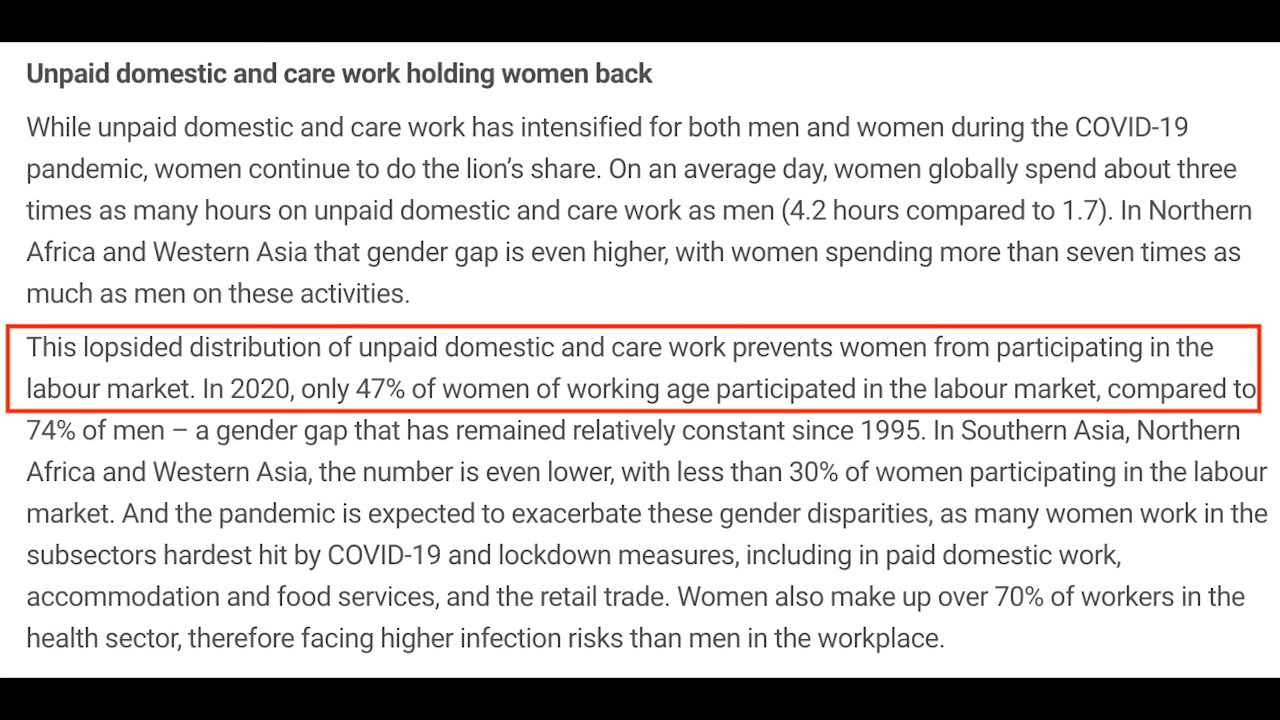 Unpaid domestic and care work holding women back
While unpaid domestic and care work has intensified for both men and women during the COVID-19
pandemic, women continue to do the lion’s share. On an average day, women globally spend about three
times as many hours on unpaid domestic and care work as men (4.2 hours compared to 1.7). In Northern
Africa and Western Asia that gender gap is even higher, with women spending more than seven times as
much as men on these activities.
This lopsided distribution of unpaid domestic and care work prevents women from participating in the
labour market. In 2020, only 47% of women of working age participated in the labour market, compared to
74% of men – a gender gap that has remained relatively constant since 1995. In Southern Asia, Northern
Africa and Western Asia, the number is even lower, with less than 30% of women participating in the labour
market. And the pandemic is expected to exacerbate these gender disparities, as many women work in the
subsectors hardest hit by COVID-19 and lockdown measures, including in paid domestic work,
accommodation and food services, and the retail trade. Women also make up over 70% of workers in the
health sector, therefore facing higher infection risks than men in the workplace.